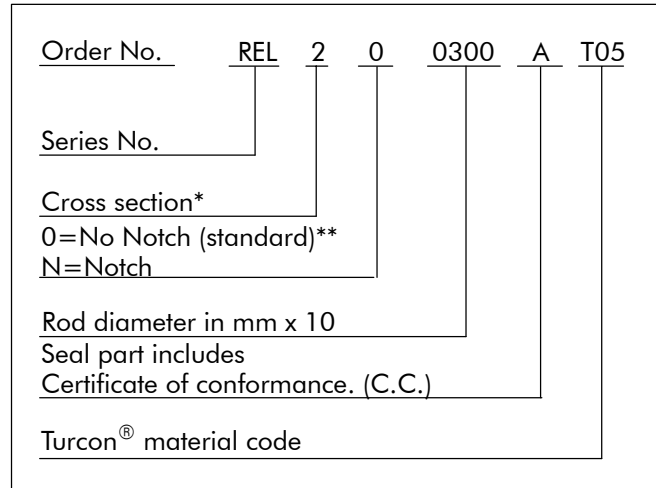 Order No. REL 2 0 0300 A T05
Series No.
Cross section*
0=No Notch (standard)**
N=Notch
Rod diameter in mm x 10
Seal part includes
Certificate of conformance. (C.C.)
Turcon® material code